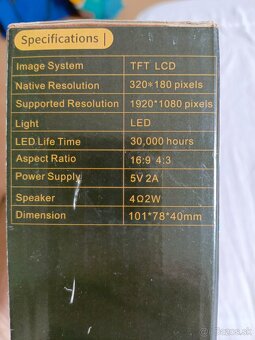 Specifications
Image System TFT LCD
Native Resolution 320*180 pixels
Supported Resolution 1920*1080 pixels
Light LED
LED Life Time 30,000 hours
Aspect Ratio 16:9 4:3
Power Supply 5V 2A
Speaker 4Ω2W
Dimension 101*78*40mm